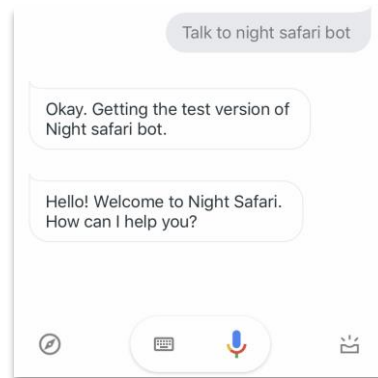 Talk to night safari bot
Okay. Getting the test version of
Night safari bot.
Hello! Welcome to Night Safari.
How can I help you?